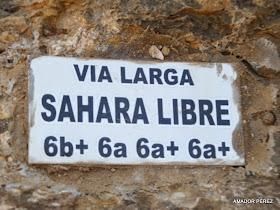 VIA LARGA
SAHARA LIBRE
6b+ 6a 6a+ 6a+
AMADOR PÉREZ